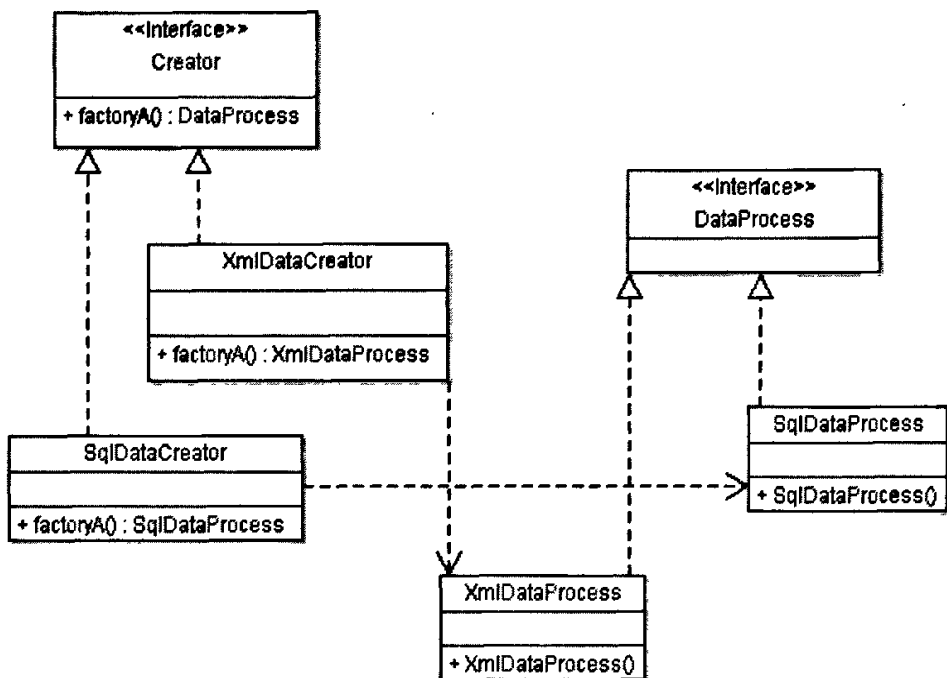 <<Interface>>
Creator
+ factoryA() : DataProcess
<<Interface>>
DataProcess
XmlDataCreator
+ factoryA() : XmlDataProcess
SqlDataProcess
+ SqlDataProcess()
SqlDataCreator
+ factoryA() : SqlDataProcess
XmlDataProcess
+ XmlDataProcess()